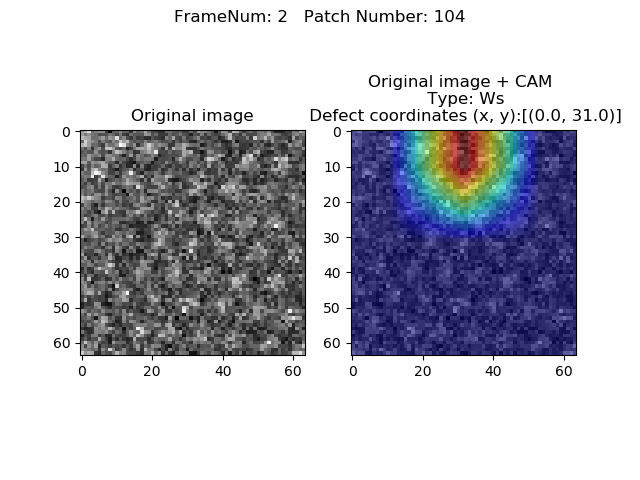 FrameNum: 2   Patch Number: 104
Original image
Original image + CAM
Type: Ws
Defect coordinates (x, y):[(0.0, 31.0)]
0
10
20
30
40
50
60
0 20 40 60
0
10
20
30
40
50
60
0 20 40 60